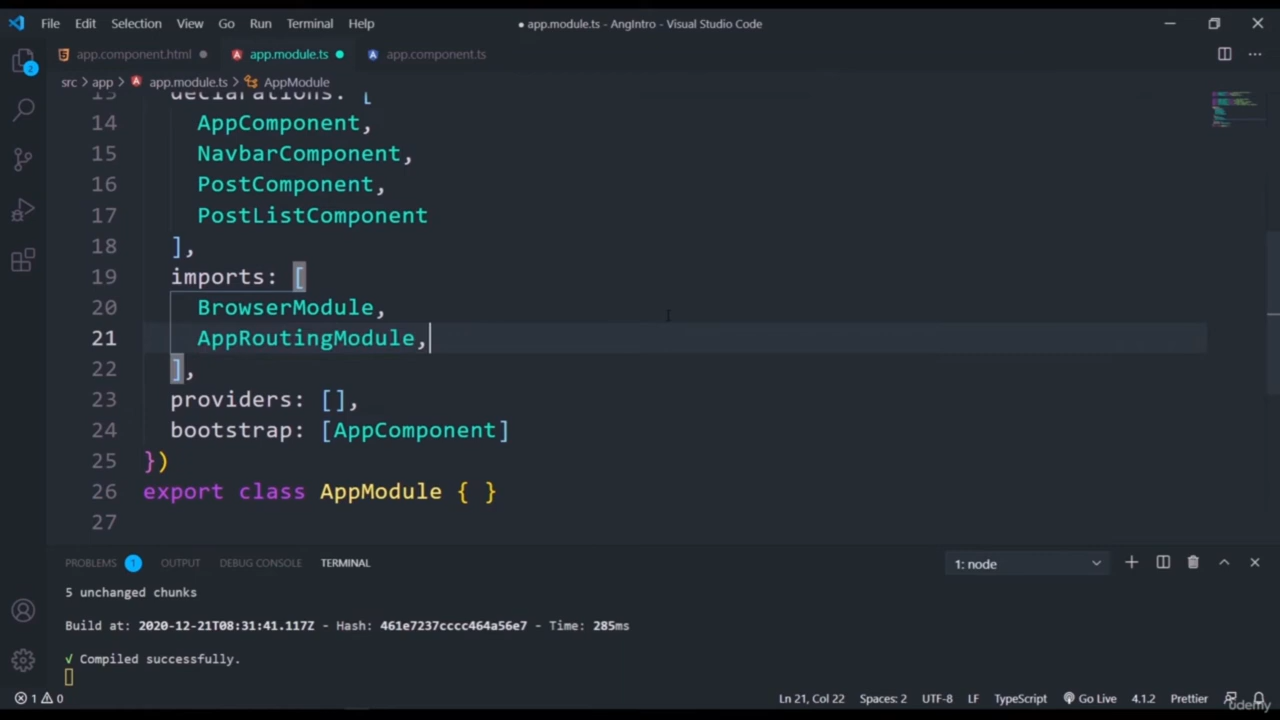 File Edit Selection View Go Run Terminal Help
● app.module.ts - AngIntro - Visual Studio Code
app.component.html ● app.module.ts ● app.component.ts
2
src > app > app.module.ts > AppModule
13 declarations: [
14 AppComponent,
15 NavbarComponent,
16 PostComponent,
17 PostListComponent
18 ],
19 imports: [
20 BrowserModule,
21 AppRoutingModule,
22 ],
23 providers: [],
24 bootstrap: [AppComponent]
25 })
26 export class AppModule { }
27
PROBLEMS 1 OUTPUT DEBUG CONSOLE TERMINAL 1: node
5 unchanged chunks
Build at: 2020-12-21T08:31:41.117Z - Hash: 461e7237cccc464a56e7 - Time: 285ms
√ Compiled successfully.
1 0 Ln 21, Col 22 Spaces: 2 UTF-8 LF TypeScript Go Live 4.1.2 Prettier
udemy